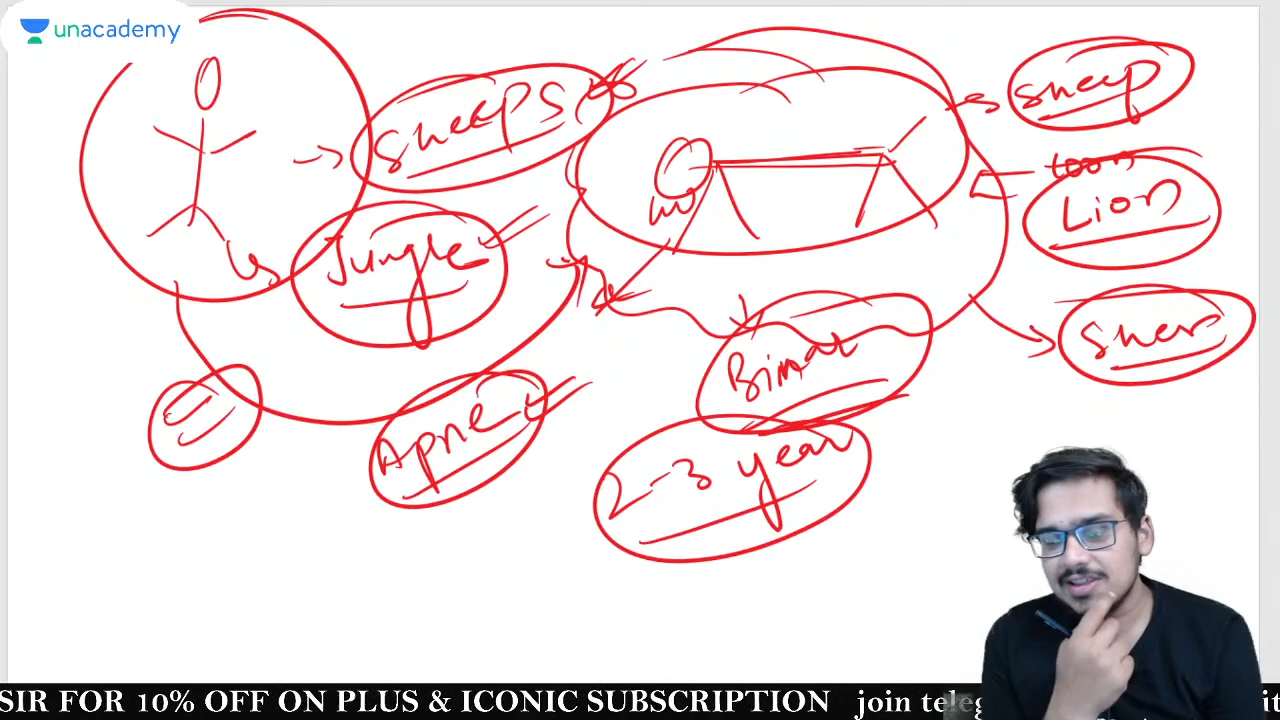 unacademy
sheeps
sheep
Lion
Jungle
sher
Bimar
Apne
2-3 year
SIR FOR 10% OFF ON PLUS & ICONIC SUBSCRIPTION join teleg
it